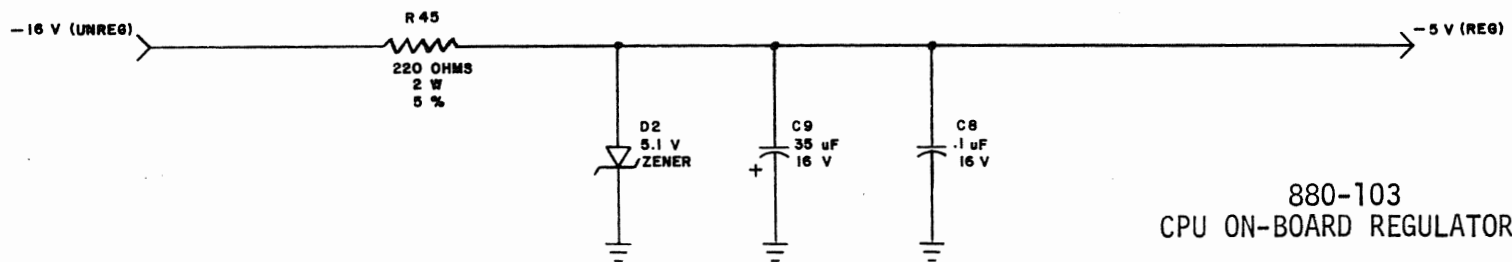 R45
-16 V (UNREG)
-5 V (REG)
220 OHMS
2 W
5 %
D2
5.1 V
ZENER
C9
35 uF
16 V
+
C8
.1 uF
16 V
880-103
CPU ON-BOARD REGULATOR